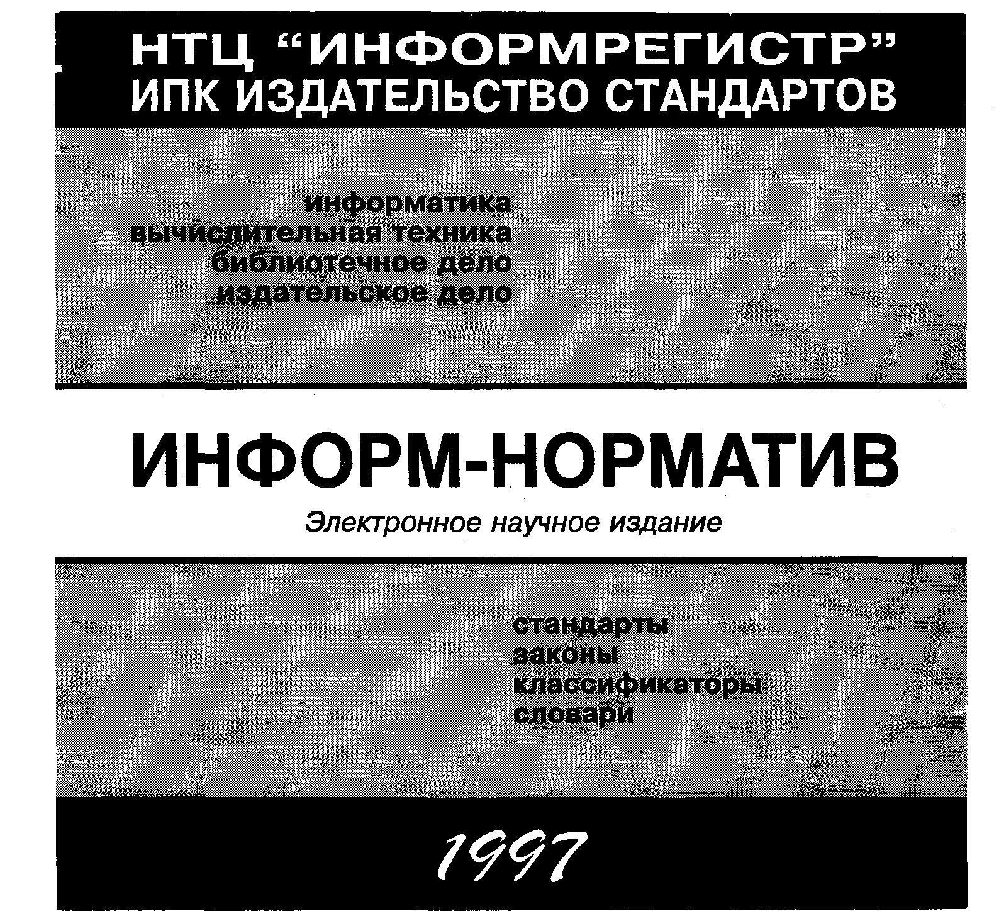 НТЦ “ИНФОРМРЕГИСТР”
ИПК ИЗДАТЕЛЬСТВО СТАНДАРТОВ
информатика
вычислительная техника
библиотечное дело
издательское дело
ИНФОРМ-НОРМАТИВ
Электронное научное издание
стандарты
законы
классификаторы
словари
1997